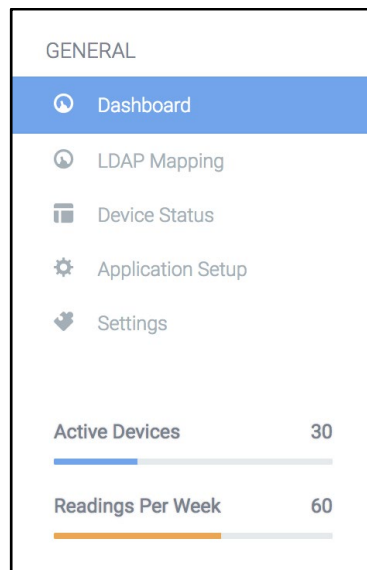 GENERAL
Dashboard
LDAP Mapping
Device Status
Application Setup
Settings
Active Devices 30
Readings Per Week 60